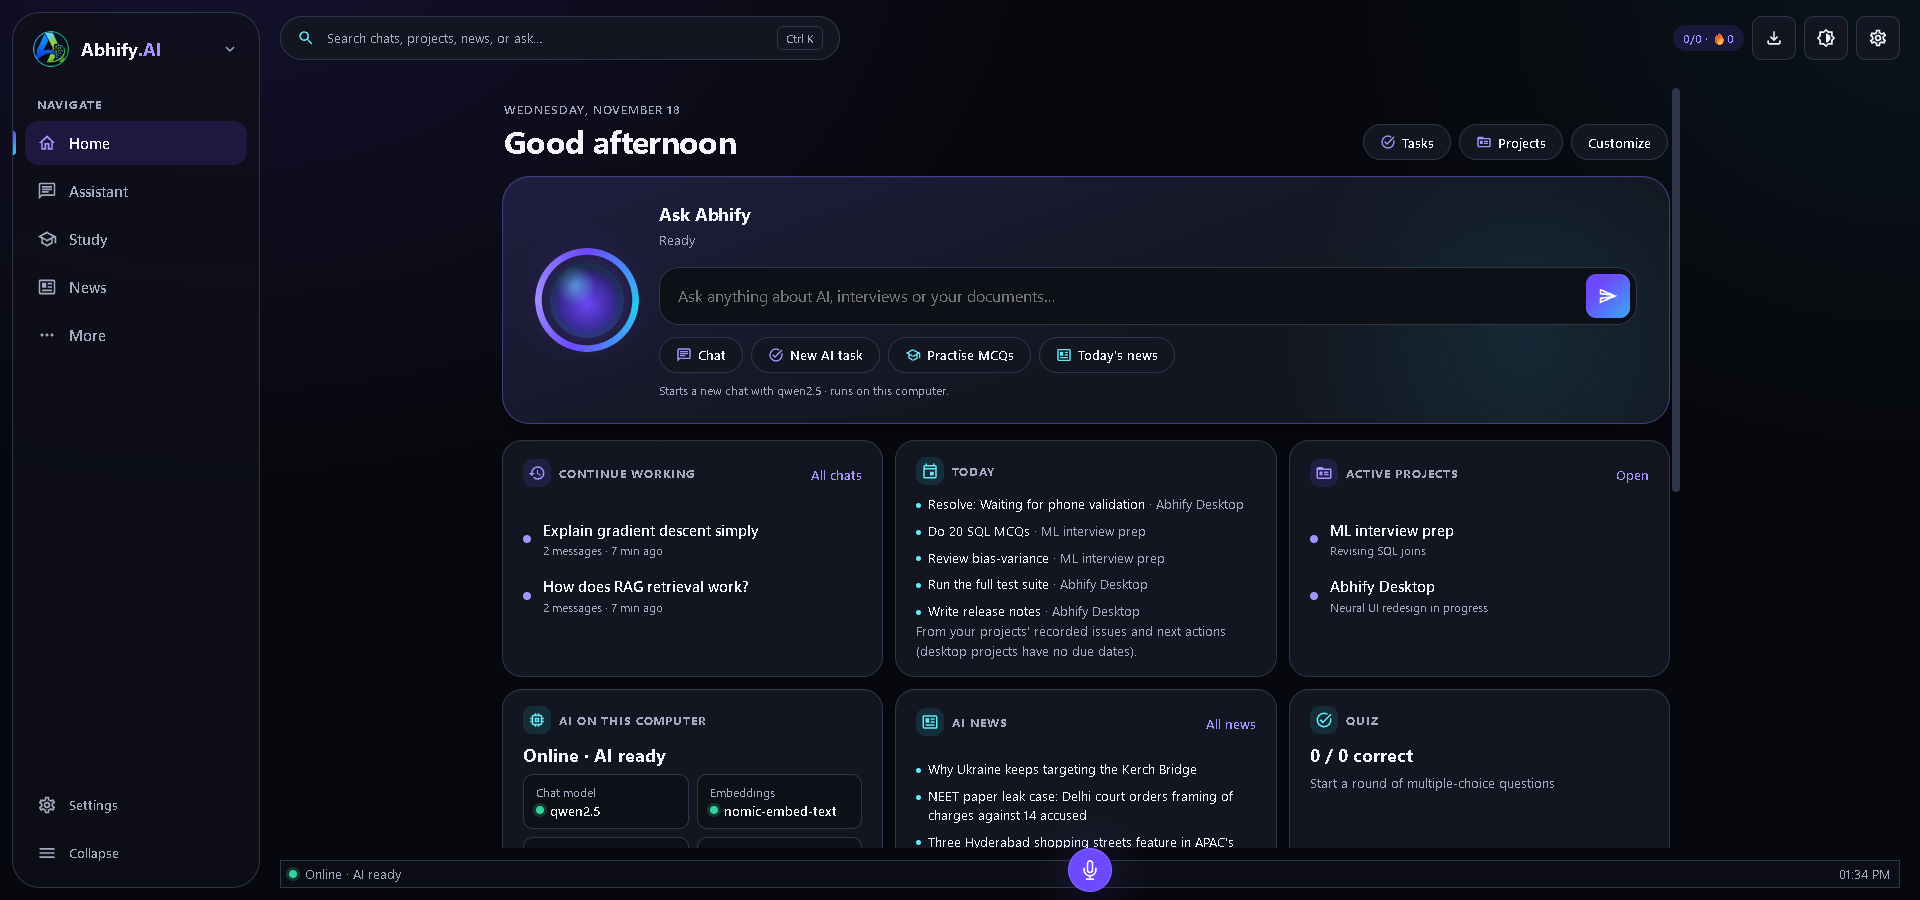 Abhify.AI
Search chats, projects, news, or ask...
Ctrl K
0/0 · 🔥 0
NAVIGATE
Home
Assistant
Study
News
More
Settings
Collapse
WEDNESDAY, NOVEMBER 18
Good afternoon
Tasks
Projects
Customize
Ask Abhify
Ready
Ask anything about AI, interviews or your documents...
Chat
New AI task
Practise MCQs
Today's news
Starts a new chat with qwen2.5 · runs on this computer.
CONTINUE WORKING
All chats
Explain gradient descent simply
2 messages · 7 min ago
How does RAG retrieval work?
2 messages · 7 min ago
TODAY
Resolve: Waiting for phone validation · Abhify Desktop
Do 20 SQL MCQs · ML interview prep
Review bias-variance · ML interview prep
Run the full test suite · Abhify Desktop
Write release notes · Abhify Desktop
From your projects' recorded issues and next actions
(desktop projects have no due dates).
ACTIVE PROJECTS
Open
ML interview prep
Revising SQL joins
Abhify Desktop
Neural UI redesign in progress
AI ON THIS COMPUTER
Online · AI ready
Chat model
qwen2.5
Embeddings
nomic-embed-text
AI NEWS
All news
Why Ukraine keeps targeting the Kerch Bridge
NEET paper leak case: Delhi court orders framing of
charges against 14 accused
Three Hyderabad shopping streets feature in APAC's
QUIZ
0 / 0 correct
Start a round of multiple-choice questions
Online · AI ready
01:34 PM